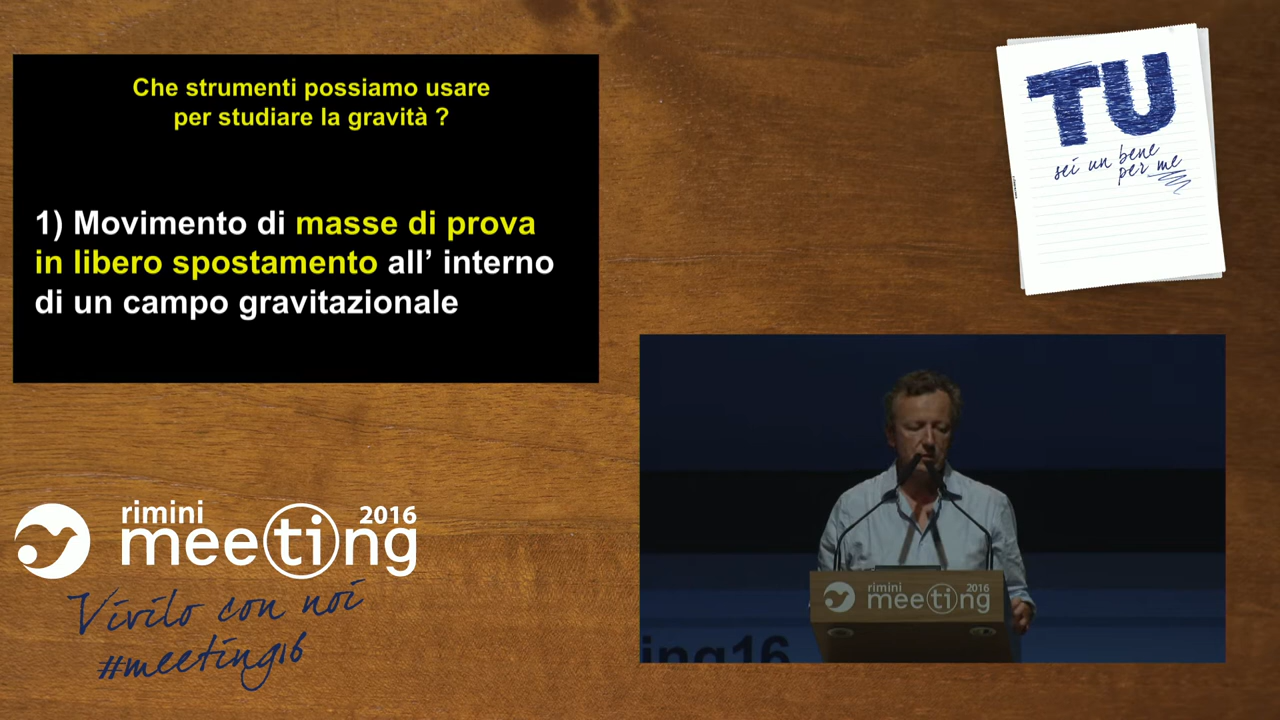 Che strumenti possiamo usare
per studiare la gravità ?
1) Movimento di masse di prova
in libero spostamento all’ interno
di un campo gravitazionale
TU
sei un bene
per me
rimini 2016
meeting
Vivilo con noi
#meeting16
rimini 2016
meeting
ing16